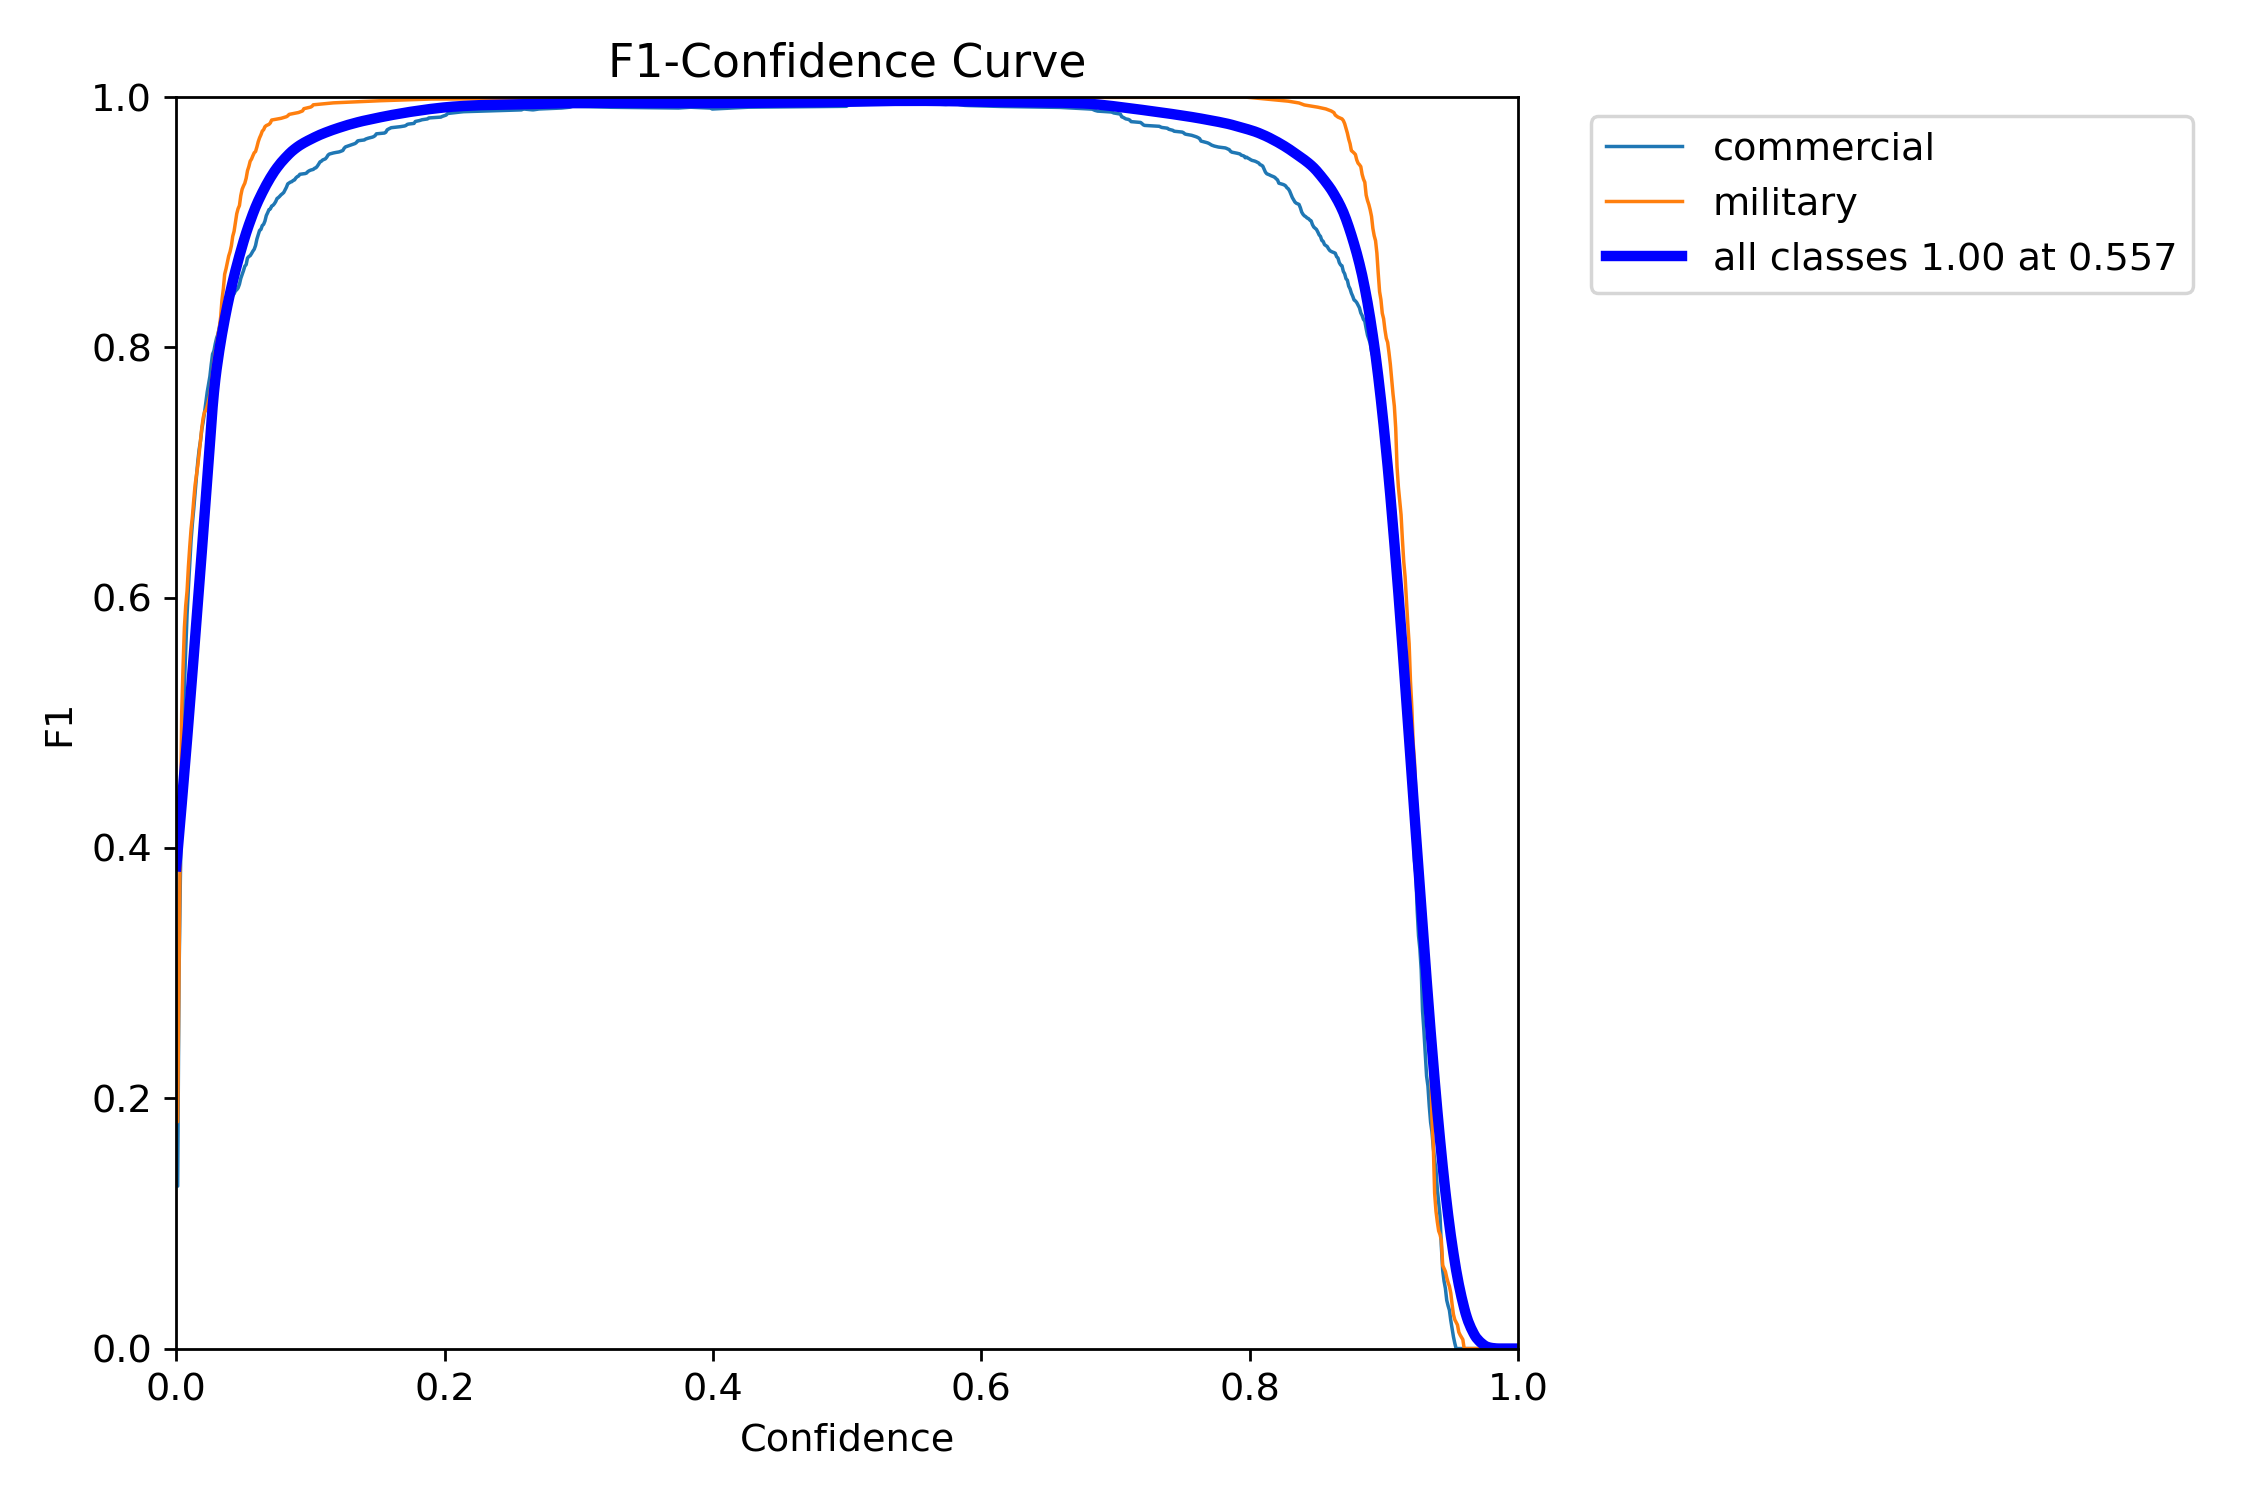 F1-Confidence Curve
1.0
0.8
0.6
0.4
0.2
0.0
F1
0.0 0.2 0.4 0.6 0.8 1.0
Confidence
commercial
military
all classes 1.00 at 0.557